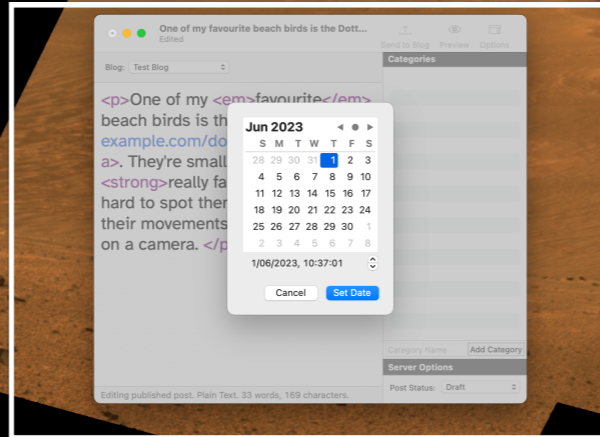 One of my favourite beach birds is the Dott...
Edited
Send to Blog Preview Options
Blog: Test Blog
Categories
<p>One of my <em>favourite</em>
beach birds is th
example.com/do
a>. They're small
<strong>really fa
hard to spot ther
their movements
on a camera. </p
Jun 2023
S M T W T F S
28 29 30 31 1 2 3
4 5 6 7 8 9 10
11 12 13 14 15 16 17
18 19 20 21 22 23 24
25 26 27 28 29 30 1
2 3 4 5 6 7 8
1/06/2023, 10:37:01
Cancel Set Date
Category Name Add Category
Server Options
Post Status: Draft
Editing published post. Plain Text. 33 words, 169 characters.